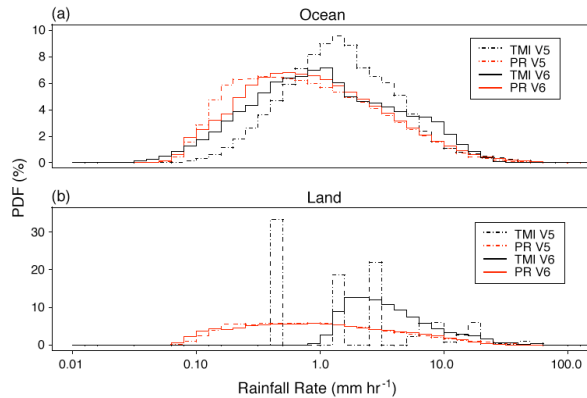 (a)
Ocean
10
8
6
4
2
0
TMI V5
PR V5
TMI V6
PR V6
PDF (%)
(b)
Land
30
20
10
0
TMI V5
PR V5
TMI V6
PR V6
0.01
0.10
1.0
10.0
100.0
Rainfall Rate (mm hr⁻¹)